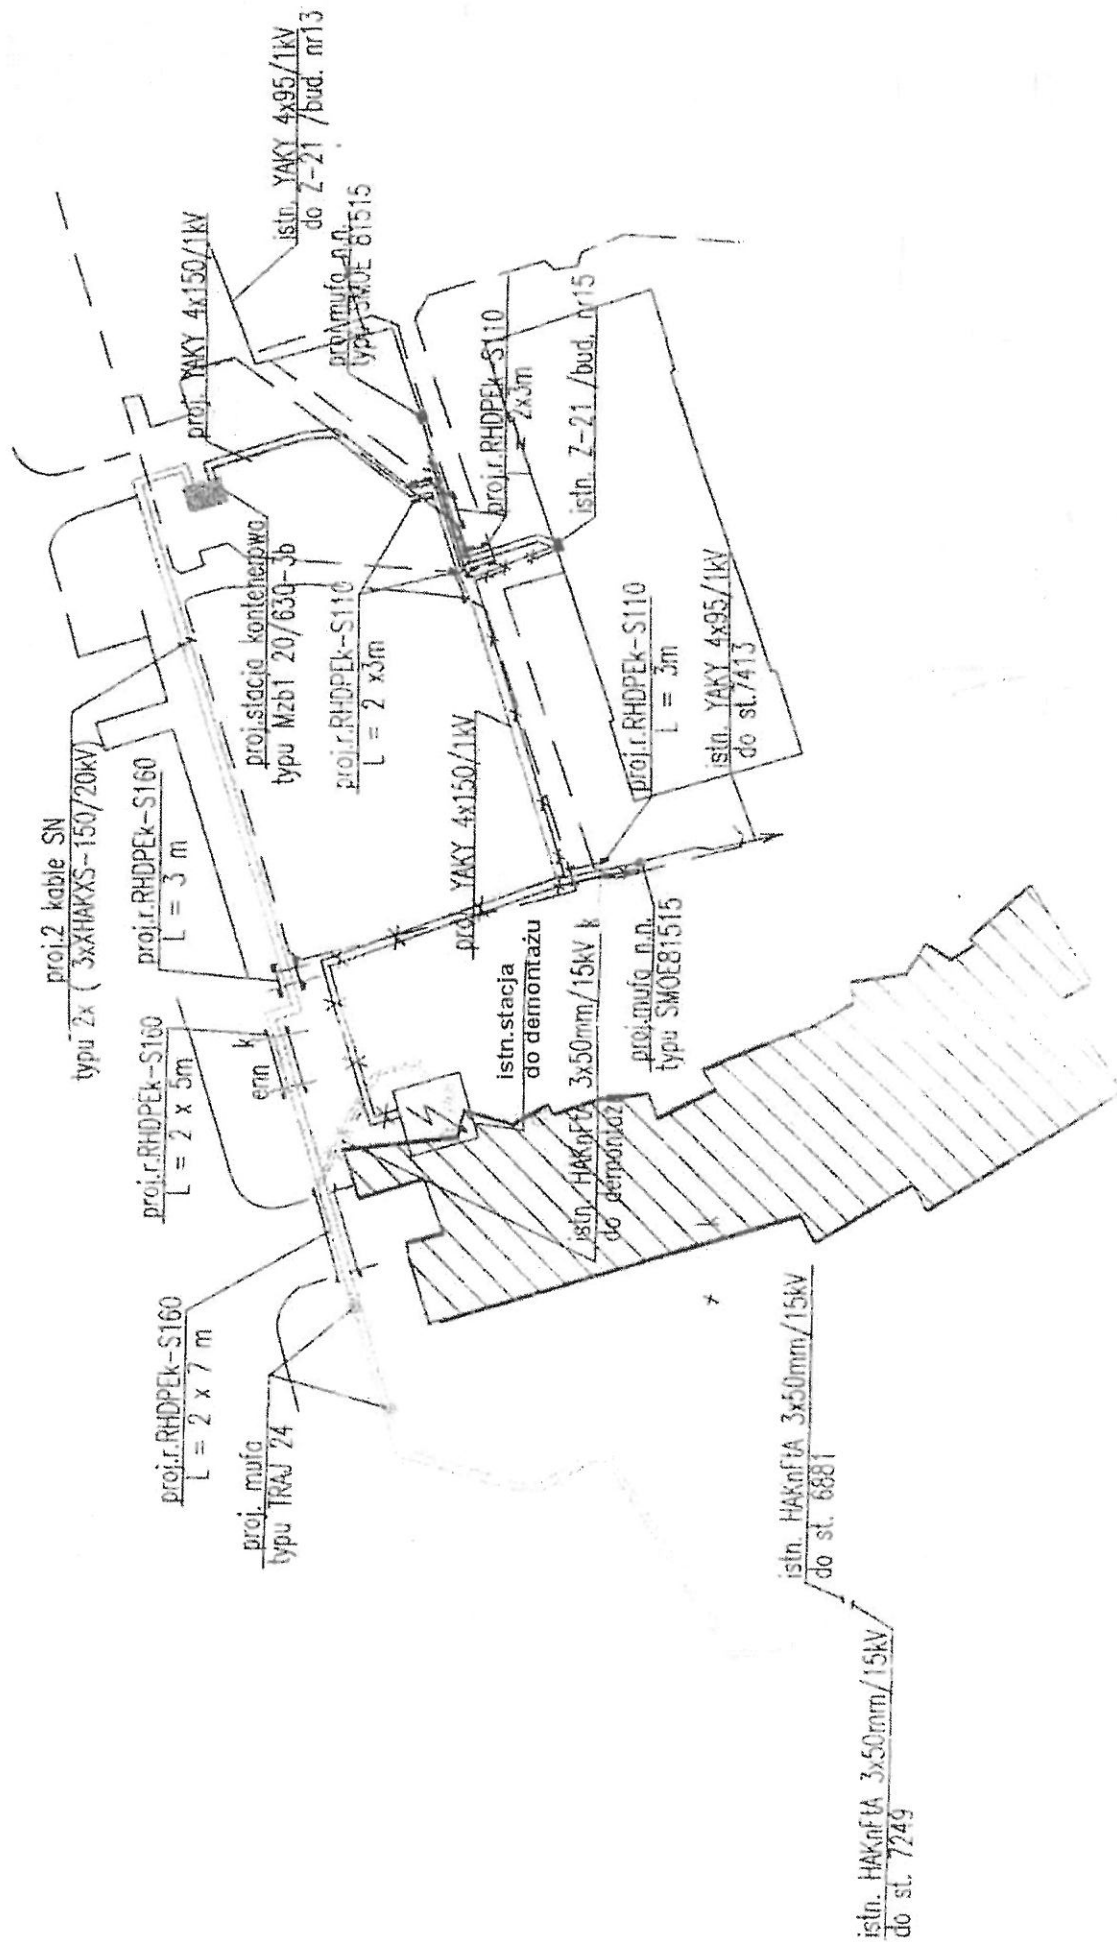 proj.2 kable SN
typu 2x ( 3xXHAKXS-150/20kV)
proj.r.RHDPEk-S160
L = 3 m
proj.r.RHDPEk-S160
L = 2 x 5m
k
enn
proj.r.RHDPEk-S160
L = 2 x 7 m
proj. mufa
typu TRAJ 24
proj. YAKY 4x150/1kV
istn. YAKY 4x95/1kV
do Z-21 /bud. nr13
proj.mufa n.n.
typu SMOE 81515
proj.stacja kontenerowa
typu Mzb1 20/630-3b
proj.r.RHDPEk-S110
L = 2 x3m
proj.r.RHDPEk-S110
L = 2x3m
istn. Z-21 /bud. nr15
proj. YAKY 4x150/1kV
proj.r.RHDPEk-S110
L = 3m
istn. YAKY 4x95/1kV
do st.7413
istn.stacja
do demontażu
istn. HAKnFtA 3x50mm/15kV
do demontaż
k
proj.mufa n.n.
typu SMOE81515
k
istn. HAKnFtA 3x50mm/15kV
do st. 6881
istn. HAKnFtA 3x50mm/15kV
do st. 7249